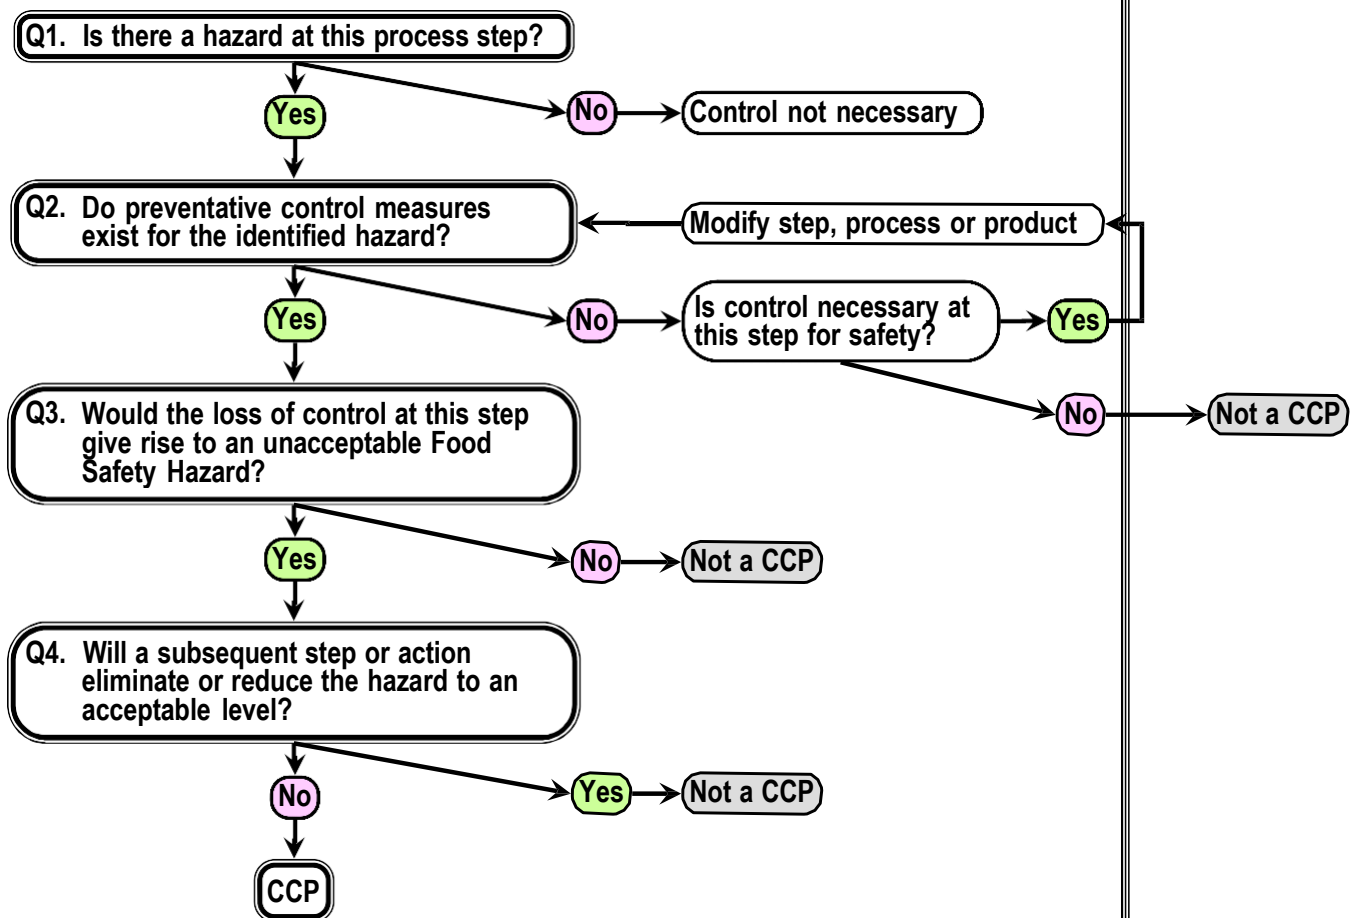 Q1. Is there a hazard at this process step?
Yes
No
Control not necessary
Q2. Do preventative control measures
exist for the identified hazard?
Modify step, process or product
Yes
No
Is control necessary at
this step for safety?
Yes
No
Not a CCP
Q3. Would the loss of control at this step
give rise to an unacceptable Food
Safety Hazard?
Yes
No
Not a CCP
Q4. Will a subsequent step or action
eliminate or reduce the hazard to an
acceptable level?
No
Yes
Not a CCP
CCP